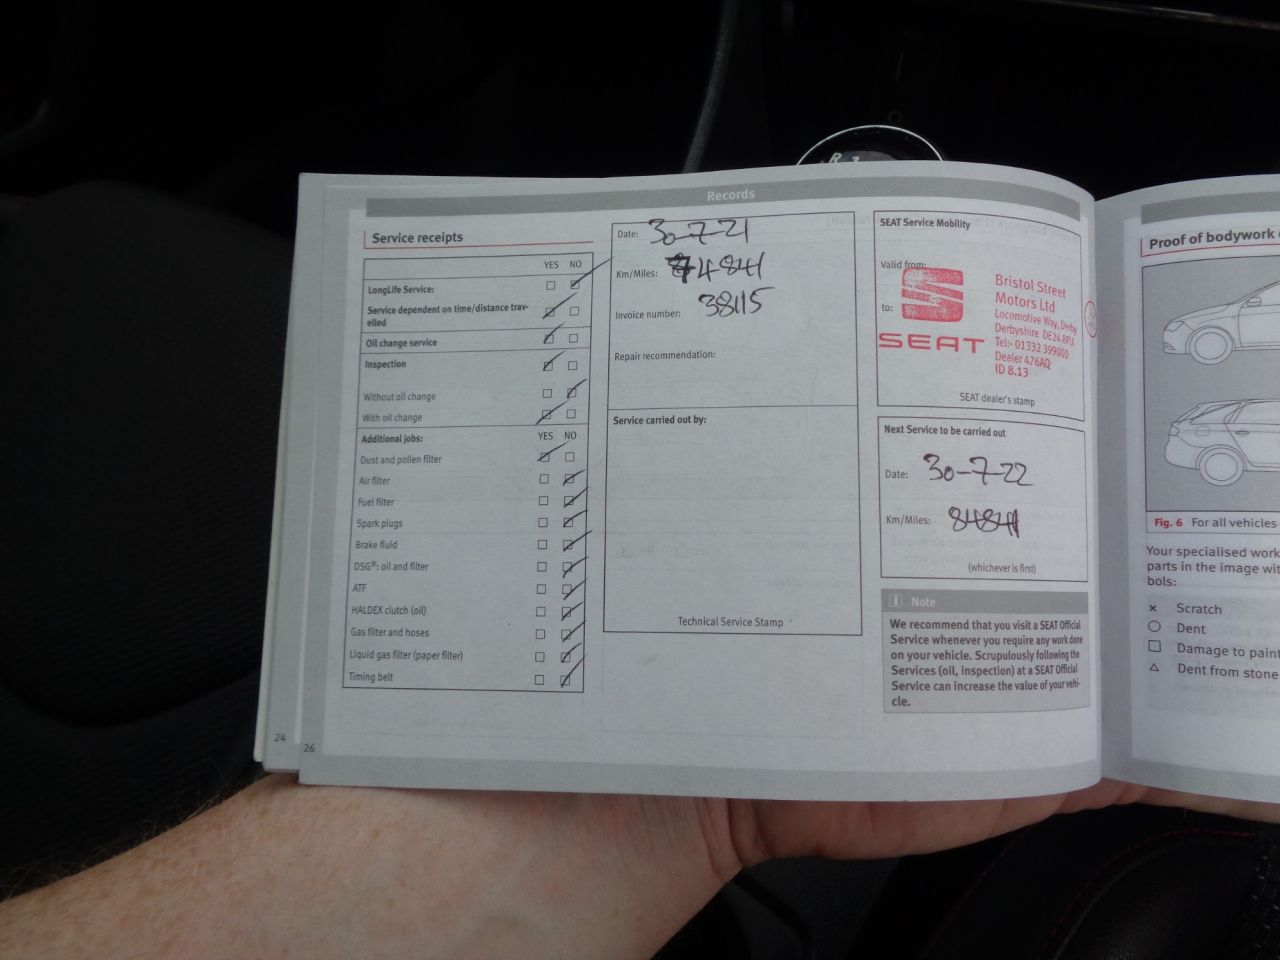 R 1
Records
Service receipts
YES NO
LongLife Service:
Service dependent on time/distance trav-
elled
Oil change service
Inspection
Without oil change
With oil change
Additional jobs:
YES NO
Dust and pollen filter
Air filter
Fuel filter
Spark plugs
Brake fluid
DSG®: oil and filter
ATF
HALDEX clutch (oil)
Gas filter and hoses
Liquid gas filter (paper filter)
Timing belt
24
26
Date: 30-7-21
Km/Miles: 74841
Invoice number: 38115
Repair recommendation:
Service carried out by:
Technical Service Stamp
SEAT Service Mobility
Valid from:
to:
SEAT
Bristol Street
Motors Ltd
Locomotive Way, Derby
Derbyshire DE24 8PU
Tel:- 01332 399000
Dealer 476AQ
ID 8.13
SEAT dealer's stamp
Next Service to be carried out
Date: 30-7-22
Km/Miles: 84841
(whichever is first)
Note
We recommend that you visit a SEAT Official
Service whenever you require any work done
on your vehicle. Scrupulously following the
Services (oil, inspection) at a SEAT Official
Service can increase the value of your vehi-
cle.
Proof of bodywork
Fig. 6 For all vehicles
Your specialised work
parts in the image wit
bols:
× Scratch
Dent
Damage to paint
Dent from stone